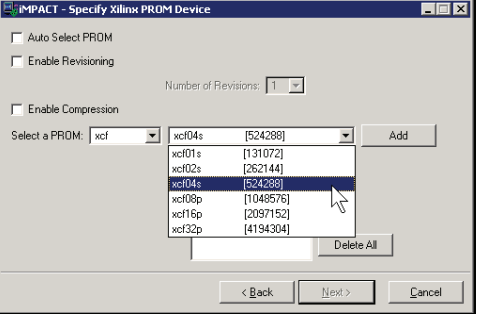 iMPACT - Specify Xilinx PROM Device
Auto Select PROM
Enable Revisioning
Number of Revisions: 1
Enable Compression
Select a PROM: xcf xcf04s [524288] Add
xcf01s [131072]
xcf02s [262144]
xcf04s [524288]
xcf08p [1048576]
xcf16p [2097152]
xcf32p [4194304]
Delete All
< Back Next > Cancel